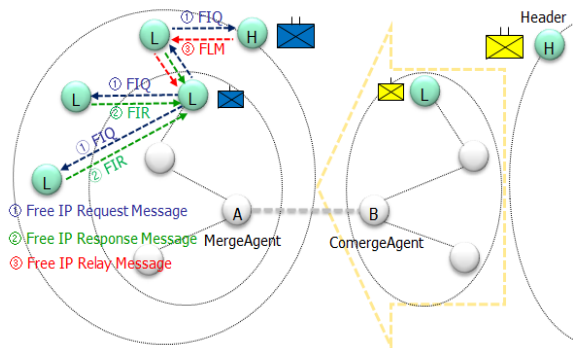 Header
① FIQ
L
H
③ FLM
H
① FIQ
L
L
② FIR
L
① FIQ
② FIR
L
① Free IP Request Message
A
B
② Free IP Response Message
MergeAgent
ComergeAgent
③ Free IP Relay Message